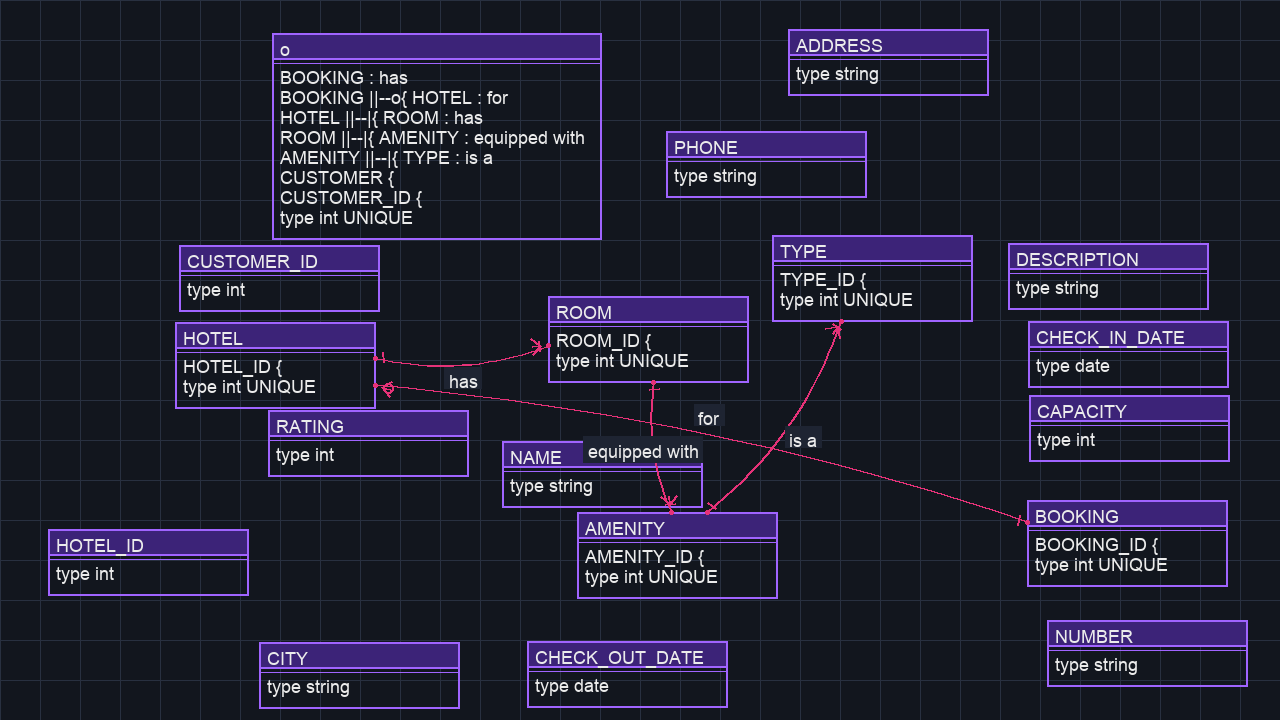 o
BOOKING : has
BOOKING ||--o{ HOTEL : for
HOTEL ||--|{ ROOM : has
ROOM ||--|{ AMENITY : equipped with
AMENITY ||--|{ TYPE : is a
CUSTOMER {
CUSTOMER_ID {
type int UNIQUE
ADDRESS
type string
PHONE
type string
CUSTOMER_ID
type int
TYPE
TYPE_ID {
type int UNIQUE
DESCRIPTION
type string
HOTEL
HOTEL_ID {
type int UNIQUE
ROOM
ROOM_ID {
type int UNIQUE
CHECK_IN_DATE
type date
has
for
is a
equipped with
RATING
type int
CAPACITY
type int
NAME
type string
AMENITY
AMENITY_ID {
type int UNIQUE
BOOKING
BOOKING_ID {
type int UNIQUE
HOTEL_ID
type int
CITY
type string
CHECK_OUT_DATE
type date
NUMBER
type string